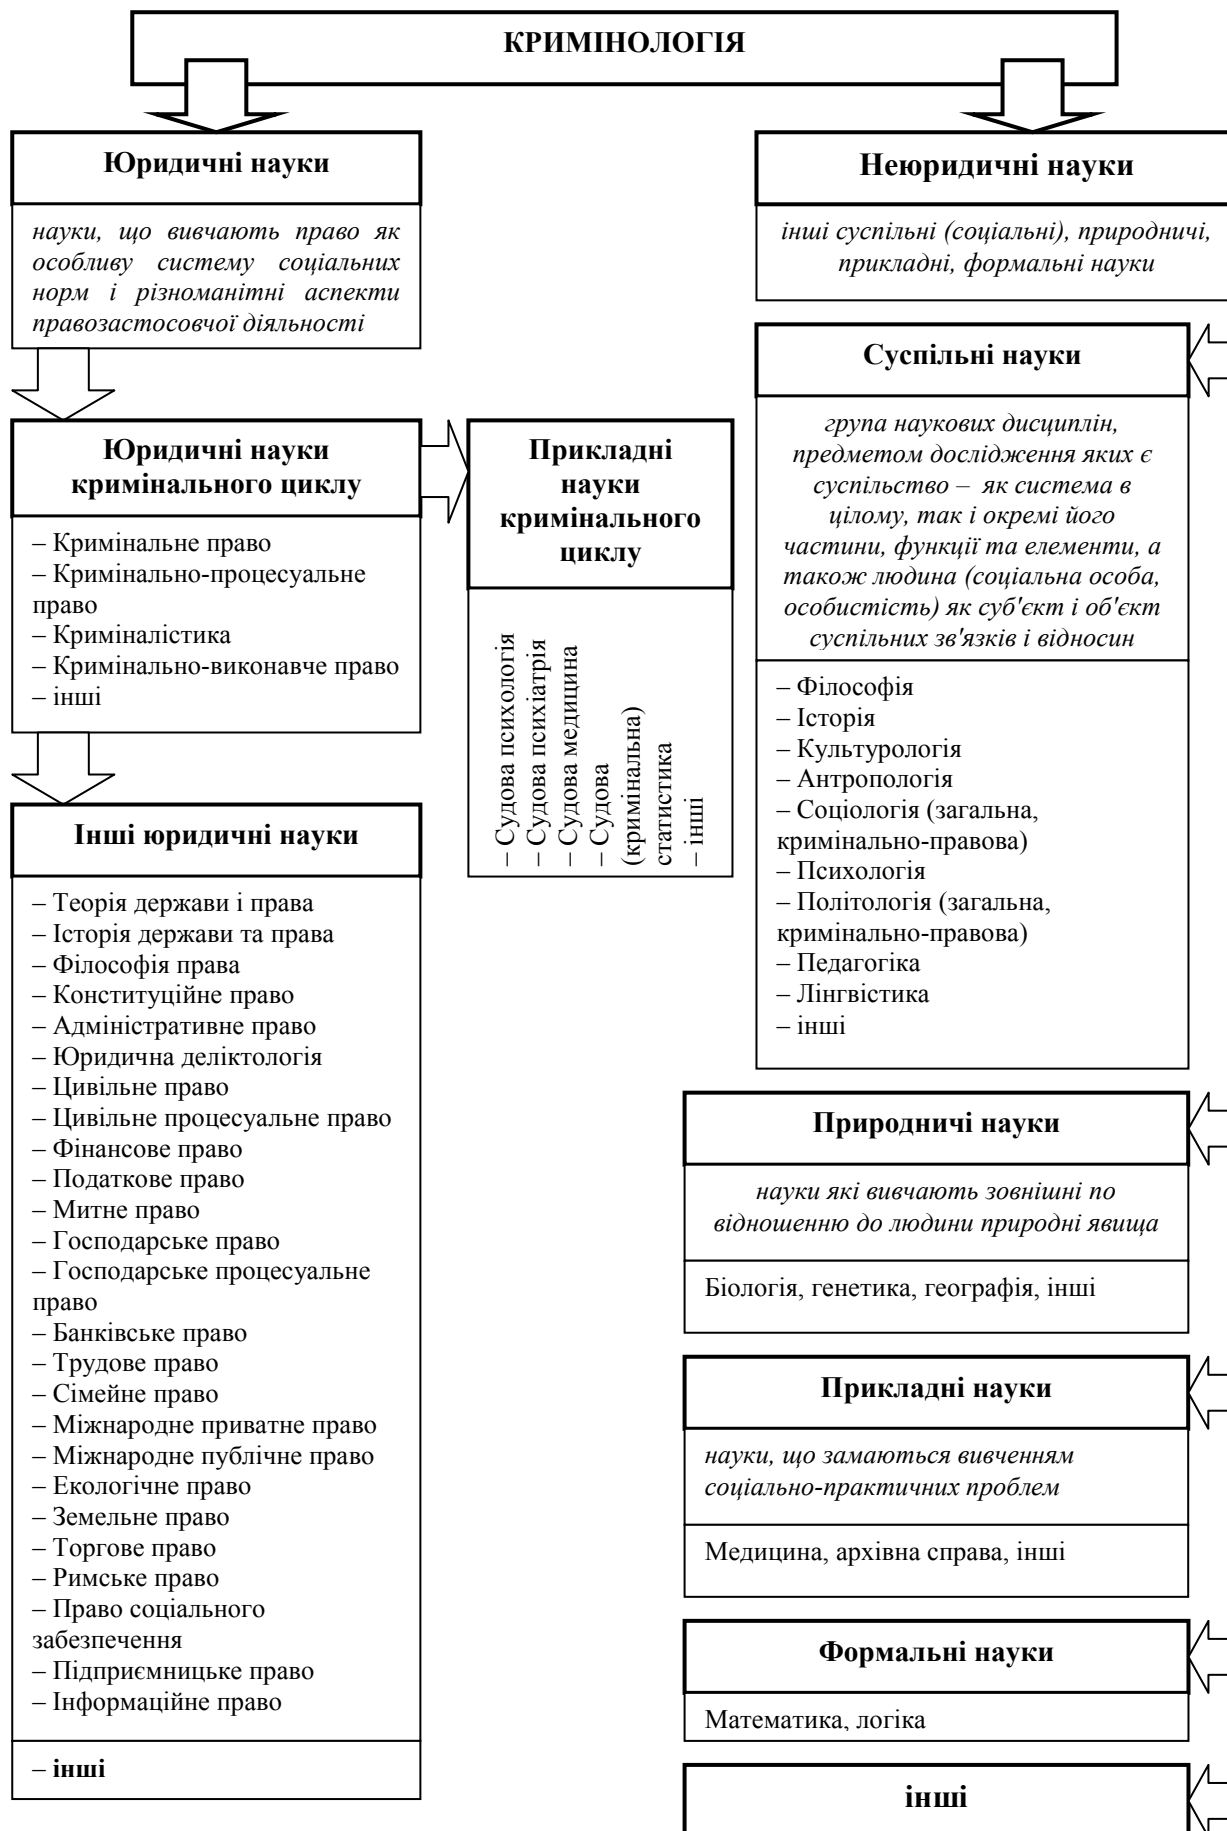 КРИМІНОЛОГІЯ
Юридичні науки
науки, що вивчають право як
особливу систему соціальних
норм і різноманітні аспекти
правозастосовчої діяльності
Юридичні науки
кримінального циклу
– Кримінальне право
– Кримінально-процесуальне
право
– Криміналістика
– Кримінально-виконавче право
– інші
Прикладні
науки
кримінального
циклу
– Судова психологія
– Судова психіатрія
– Судова медицина
– Судова
(кримінальна)
статистика
– інші
Інші юридичні науки
– Теорія держави і права
– Історія держави та права
– Філософія права
– Конституційне право
– Адміністративне право
– Юридична деліктологія
– Цивільне право
– Цивільне процесуальне право
– Фінансове право
– Податкове право
– Митне право
– Господарське право
– Господарське процесуальне
право
– Банківське право
– Трудове право
– Сімейне право
– Міжнародне приватне право
– Міжнародне публічне право
– Екологічне право
– Земельне право
– Торгове право
– Римське право
– Право соціального
забезпечення
– Підприємницьке право
– Інформаційне право
– інші
Неюридичні науки
інші суспільні (соціальні), природничі,
прикладні, формальні науки
Суспільні науки
група наукових дисциплін,
предметом дослідження яких є
суспільство – як система в
цілому, так і окремі його
частини, функції та елементи, а
також людина (соціальна особа,
особистість) як суб'єкт і об'єкт
суспільних зв'язків і відносин
– Філософія
– Історія
– Культурологія
– Антропологія
– Соціологія (загальна,
кримінально-правова)
– Психологія
– Політологія (загальна,
кримінально-правова)
– Педагогіка
– Лінгвістика
– інші
Природничі науки
науки які вивчають зовнішні по
відношенню до людини природні явища
Біологія, генетика, географія, інші
Прикладні науки
науки, що замаються вивченням
соціально-практичних проблем
Медицина, архівна справа, інші
Формальні науки
Математика, логіка
інші